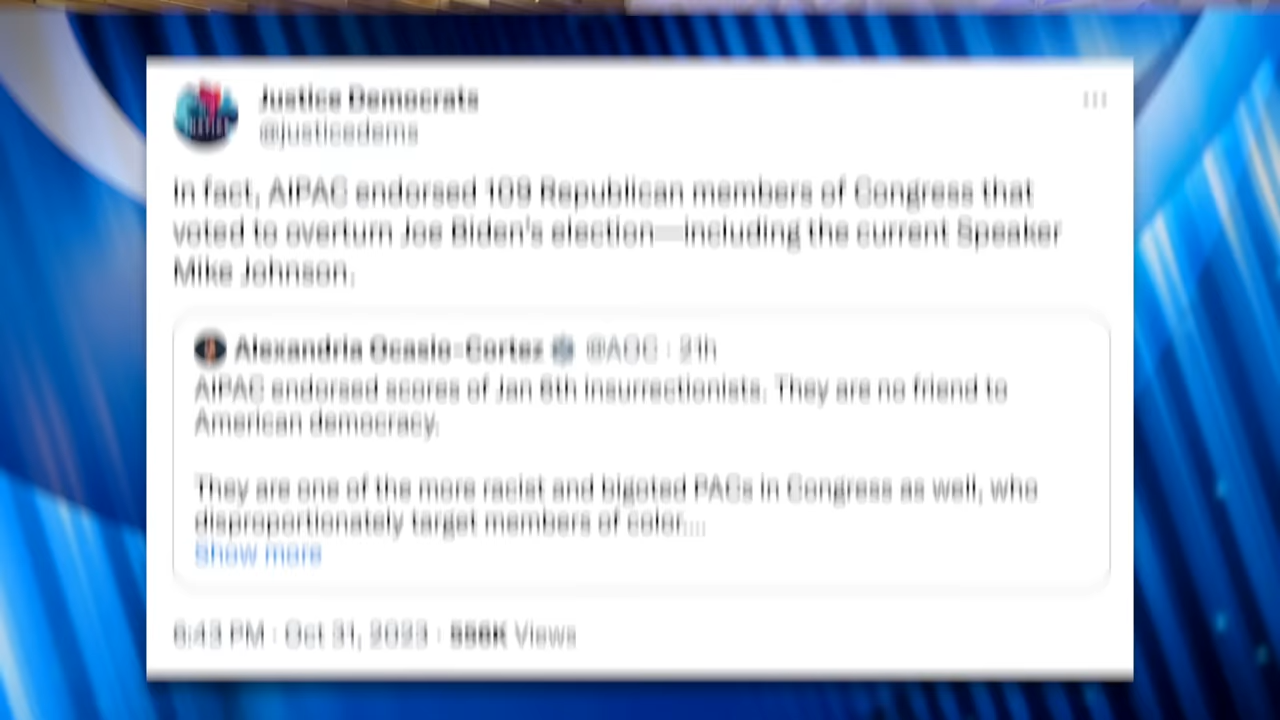 Justice Democrats
@justicedems
In fact, AIPAC endorsed 109 Republican members of Congress that
voted to overturn Joe Biden's election—including the current Speaker
Mike Johnson.
Alexandria Ocasio-Cortez @AOC · 21h
AIPAC endorsed scores of Jan 6th insurrectionists. They are no friend to
American democracy.
They are one of the more racist and bigoted PACs in Congress as well, who
disproportionately target members of color....
Show more
6:43 PM · Oct 31, 2023 · Views